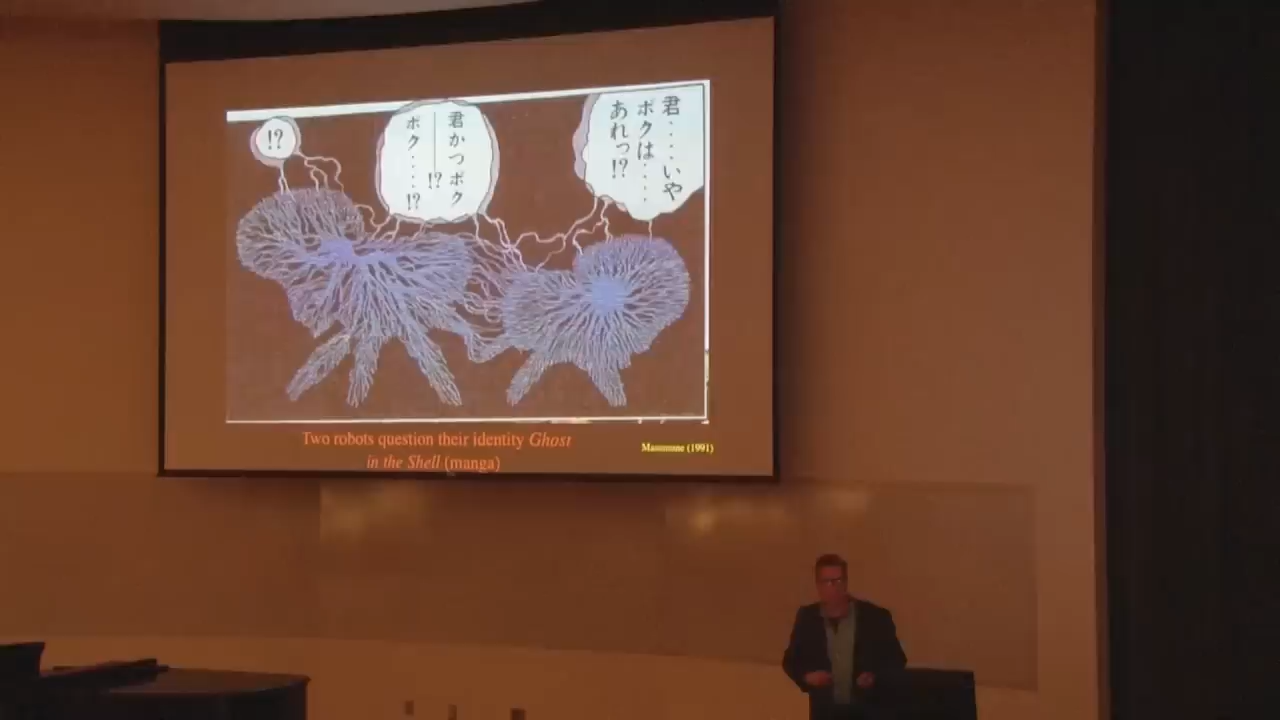 君‥‥いや
ボクは‥‥
あれっ!?
君かつボク
──!?
ボク‥‥!?
!?
Two robots question their identity Ghost
in the Shell (manga)
Masumune (1991)